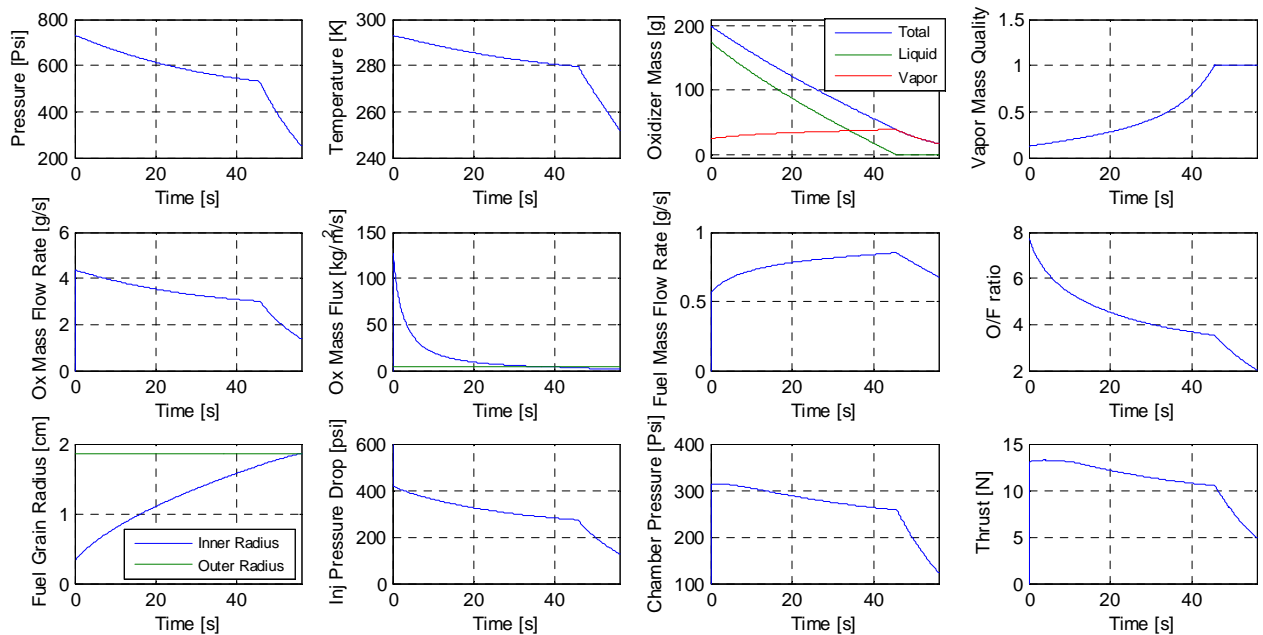 Pressure [Psi]
800
600
400
200
0
20
40
Time [s]
Temperature [K]
300
280
260
240
0
20
40
Time [s]
Oxidizer Mass [g]
200
100
0
0
20
40
Time [s]
Total
Liquid
Vapor
Vapor Mass Quality
1.5
1
0.5
0
0
20
40
Time [s]
Ox Mass Flow Rate [g/s]
6
4
2
0
0
20
40
Time [s]
Ox Mass Flux [kg/m²/s]
150
100
50
0
0
20
40
Time [s]
Fuel Mass Flow Rate [g/s]
1
0.5
0
0
20
40
Time [s]
O/F ratio
8
6
4
2
0
20
40
Time [s]
Fuel Grain Radius [cm]
2
1
0
0
20
40
Time [s]
Inner Radius
Outer Radius
Inj Pressure Drop [psi]
600
400
200
0
0
20
40
Time [s]
Chamber Pressure [Psi]
400
300
200
100
0
20
40
Time [s]
Thrust [N]
15
10
5
0
0
20
40
Time [s]